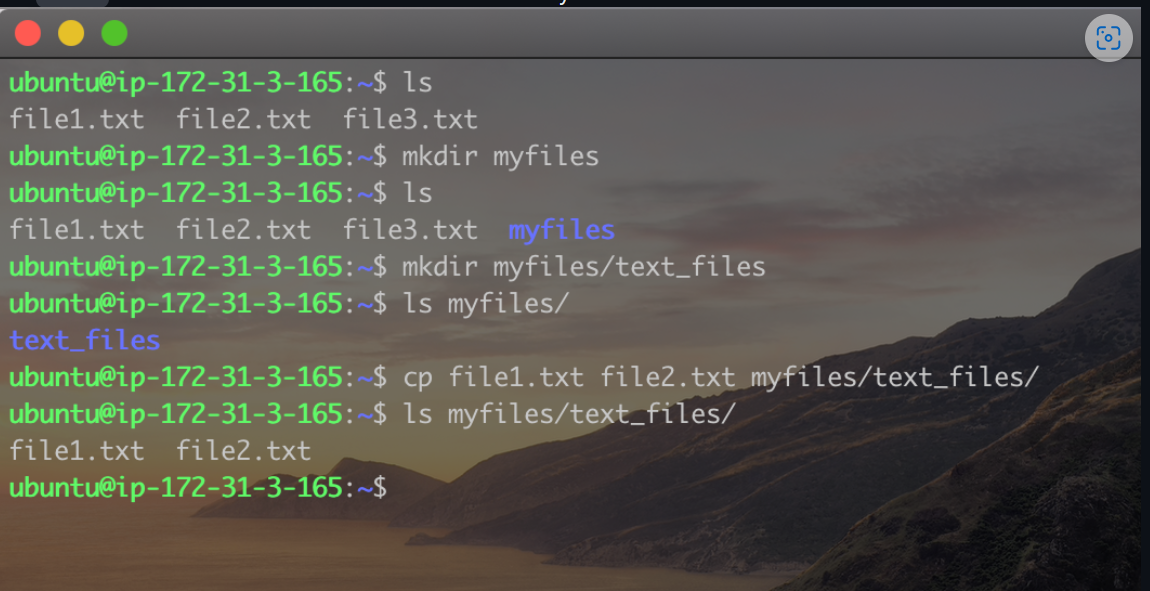 ubuntu@ip-172-31-3-165:~$ ls
file1.txt  file2.txt  file3.txt
ubuntu@ip-172-31-3-165:~$ mkdir myfiles
ubuntu@ip-172-31-3-165:~$ ls
file1.txt  file2.txt  file3.txt  myfiles
ubuntu@ip-172-31-3-165:~$ mkdir myfiles/text_files
ubuntu@ip-172-31-3-165:~$ ls myfiles/
text_files
ubuntu@ip-172-31-3-165:~$ cp file1.txt file2.txt myfiles/text_files/
ubuntu@ip-172-31-3-165:~$ ls myfiles/text_files/
file1.txt  file2.txt
ubuntu@ip-172-31-3-165:~$